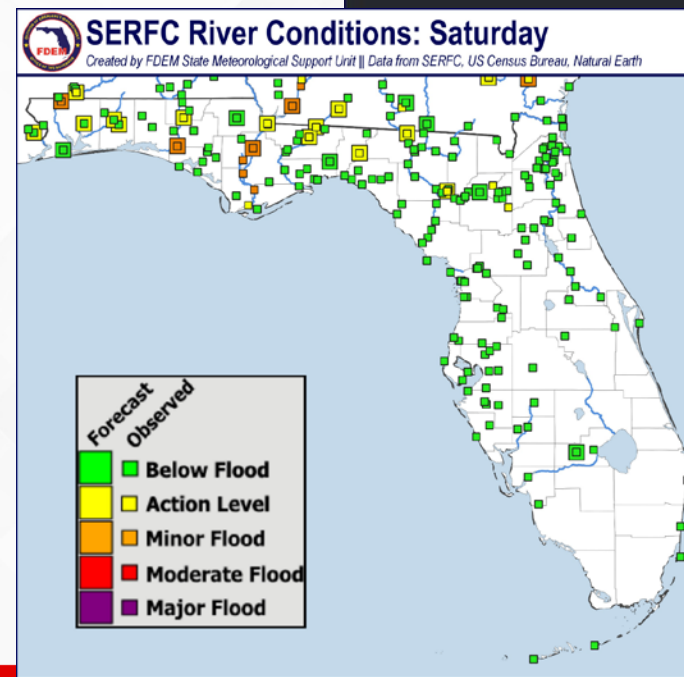 FDEM
SERFC River Conditions: Saturday
Created by FDEM State Meteorological Support Unit || Data from SERFC, US Census Bureau, Natural Earth
Forecast
Observed
Below Flood
Action Level
Minor Flood
Moderate Flood
Major Flood